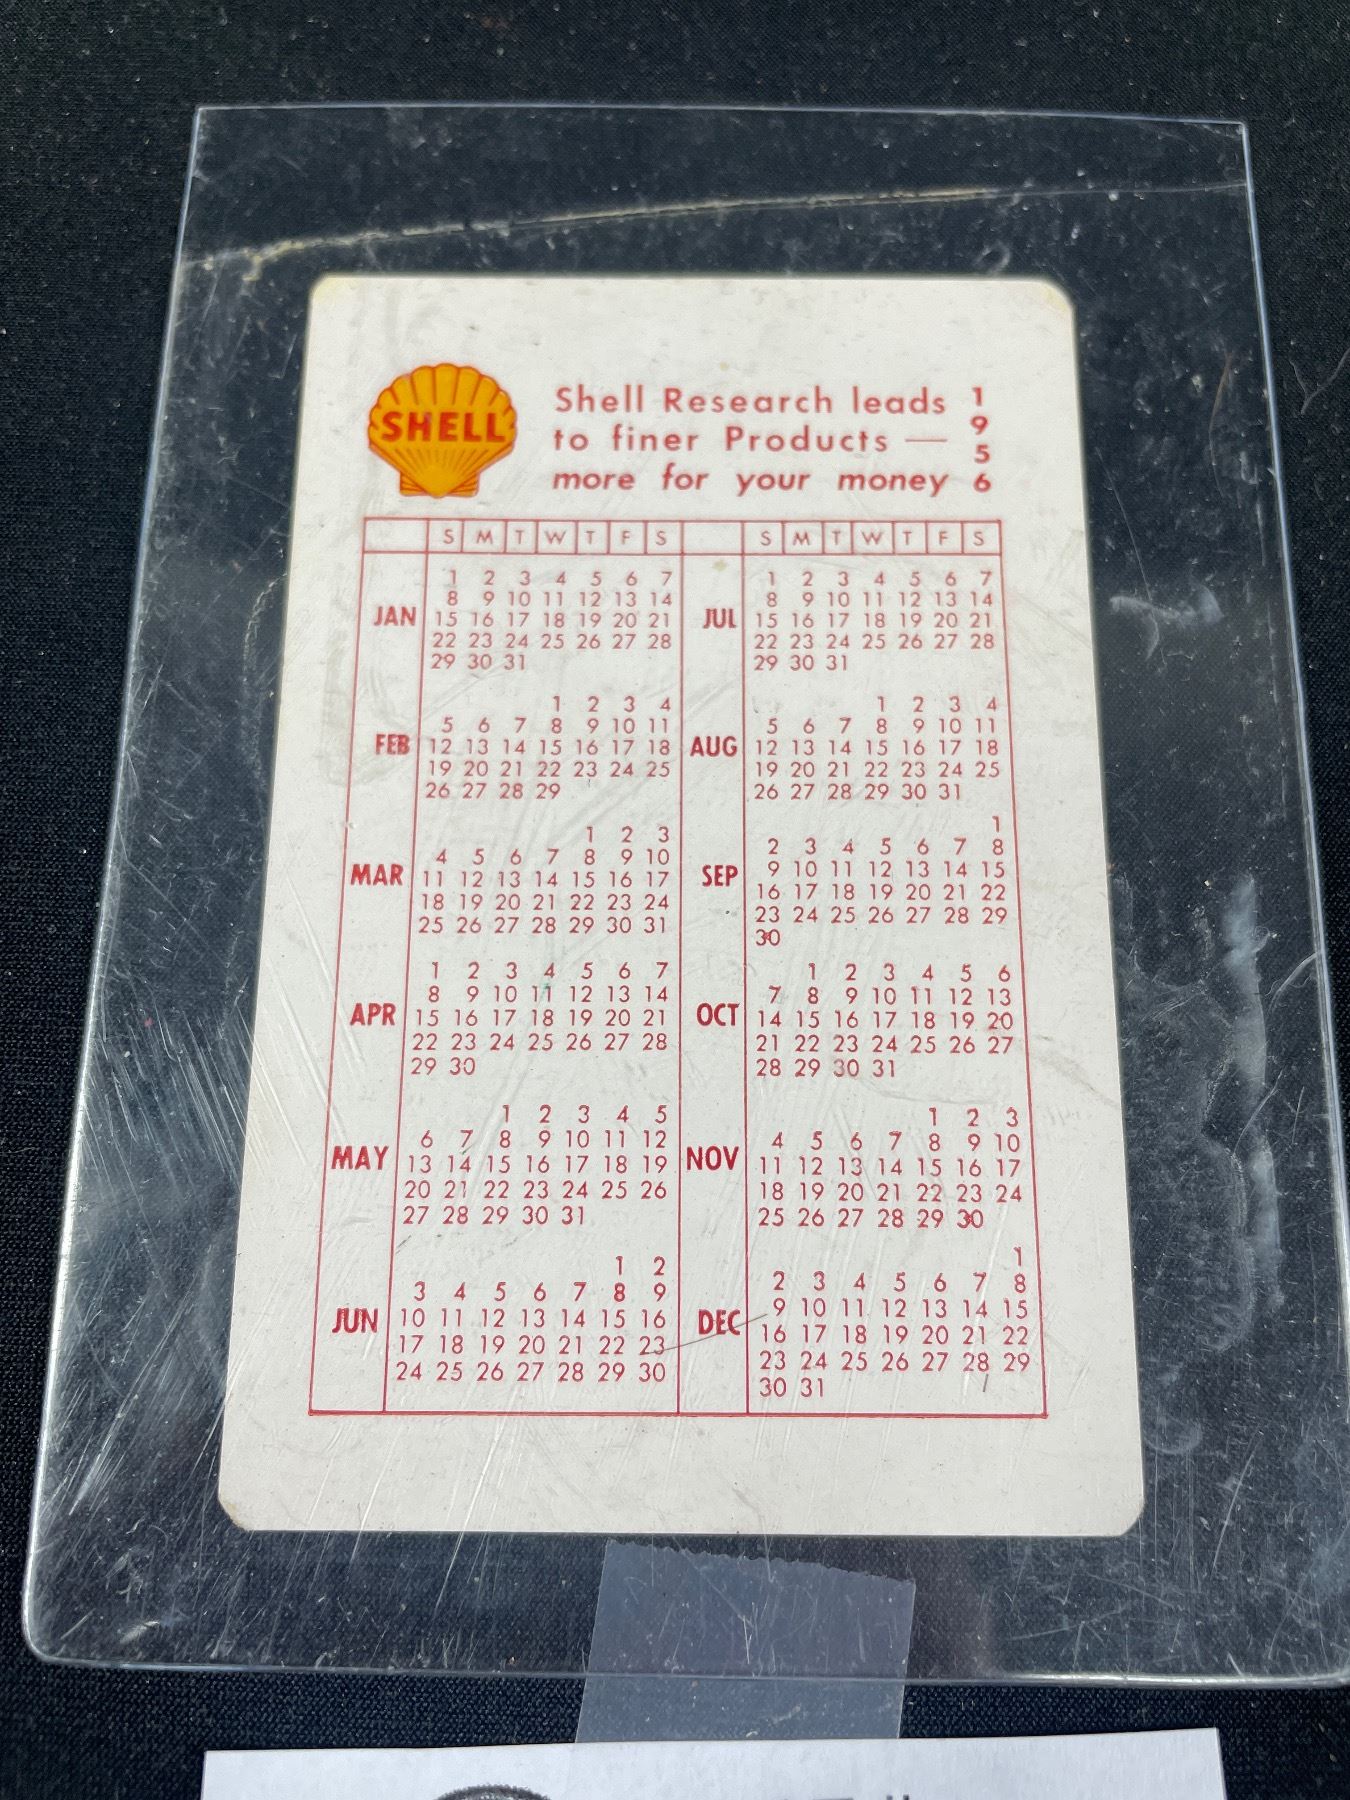 SHELL
Shell Research leads
to finer Products —
more for your money
1
9
5
6
S M T W T F S
JAN
1 2 3 4 5 6 7
8 9 10 11 12 13 14
15 16 17 18 19 20 21
22 23 24 25 26 27 28
29 30 31
FEB
1 2 3 4
5 6 7 8 9 10 11
12 13 14 15 16 17 18
19 20 21 22 23 24 25
26 27 28 29
MAR
1 2 3
4 5 6 7 8 9 10
11 12 13 14 15 16 17
18 19 20 21 22 23 24
25 26 27 28 29 30 31
APR
1 2 3 4 5 6 7
8 9 10 11 12 13 14
15 16 17 18 19 20 21
22 23 24 25 26 27 28
29 30
MAY
1 2 3 4 5
6 7 8 9 10 11 12
13 14 15 16 17 18 19
20 21 22 23 24 25 26
27 28 29 30 31
JUN
1 2
3 4 5 6 7 8 9
10 11 12 13 14 15 16
17 18 19 20 21 22 23
24 25 26 27 28 29 30
S M T W T F S
JUL
1 2 3 4 5 6 7
8 9 10 11 12 13 14
15 16 17 18 19 20 21
22 23 24 25 26 27 28
29 30 31
AUG
1 2 3 4
5 6 7 8 9 10 11
12 13 14 15 16 17 18
19 20 21 22 23 24 25
26 27 28 29 30 31
SEP
1
2 3 4 5 6 7 8
9 10 11 12 13 14 15
16 17 18 19 20 21 22
23 24 25 26 27 28 29
30
OCT
1 2 3 4 5 6
7 8 9 10 11 12 13
14 15 16 17 18 19 20
21 22 23 24 25 26 27
28 29 30 31
NOV
1 2 3
4 5 6 7 8 9 10
11 12 13 14 15 16 17
18 19 20 21 22 23 24
25 26 27 28 29 30
DEC
1
2 3 4 5 6 7 8
9 10 11 12 13 14 15
16 17 18 19 20 21 22
23 24 25 26 27 28 29
30 31